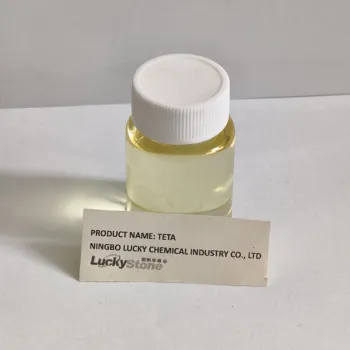 PRODUCT NAME: TETA
NINGBO LUCKY CHEMICAL INDUSTRY CO., LTD
LuckyStone